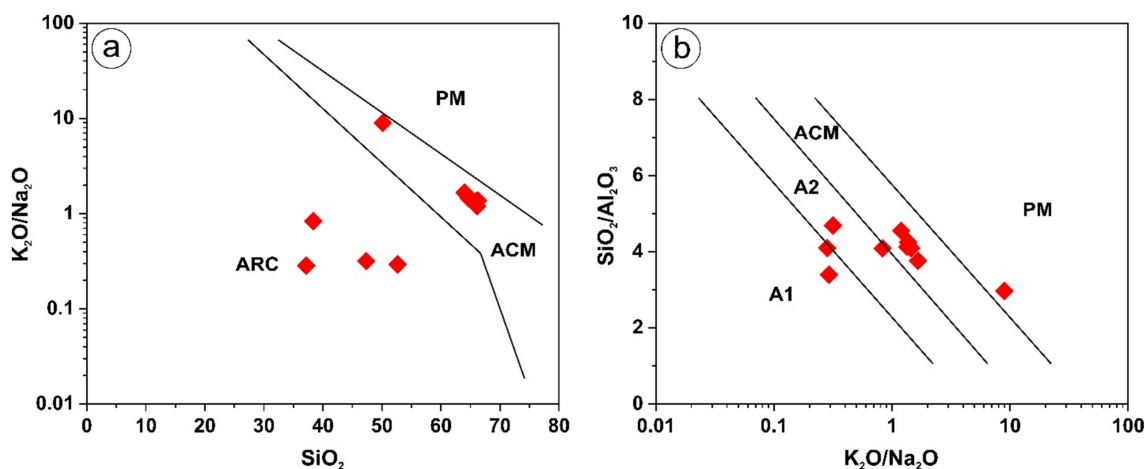 a
100
10
1
0.1
0.01
K₂O/Na₂O
PM
ACM
ARC
0 10 20 30 40 50 60 70 80
SiO₂
b
10
8
6
4
2
0
SiO₂/Al₂O₃
ACM
A2
PM
A1
0.01 0.1 1 10 100
K₂O/Na₂O